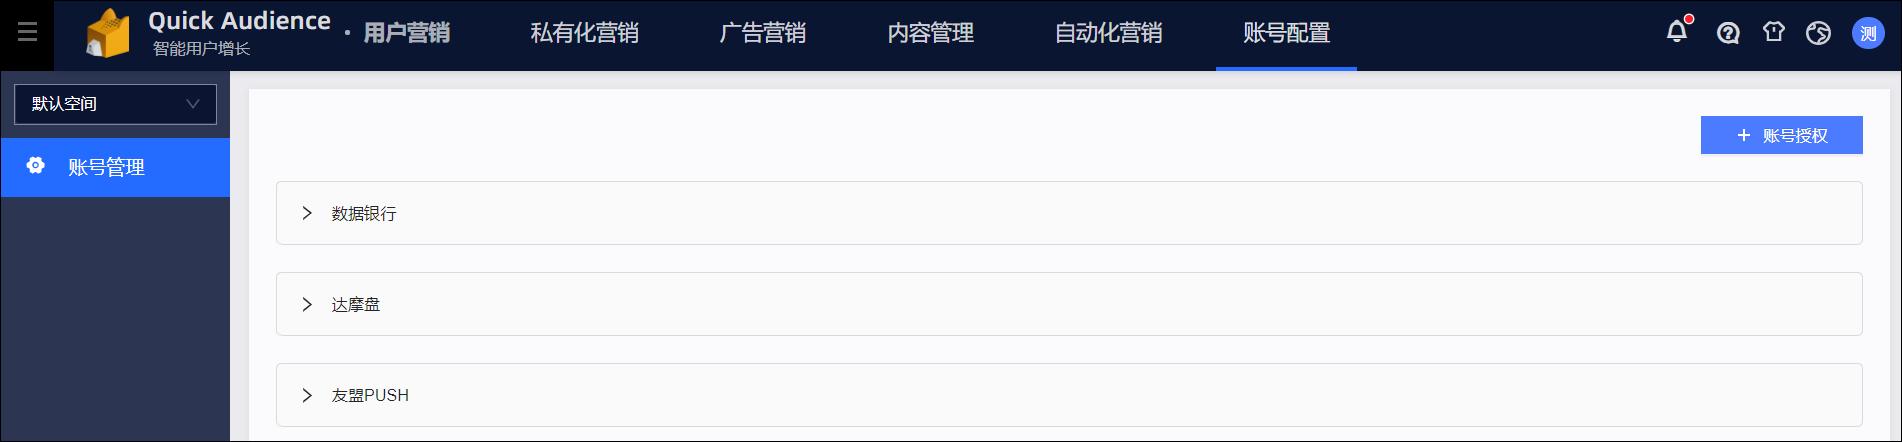 Quick Audience
智能用户增长
· 用户营销
私有化营销
广告营销
内容管理
自动化营销
账号配置
测
默认空间
账号管理
+ 账号授权
数据银行
达摩盘
友盟PUSH